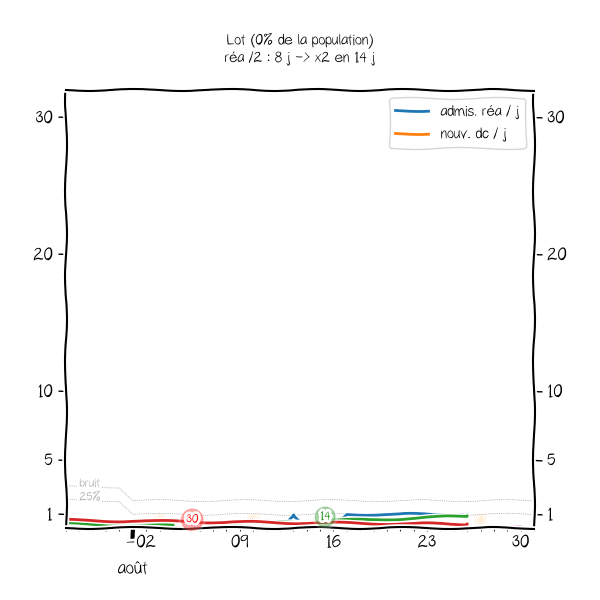 Lot (0% de la population)
réa /2 : 8 j -> x2 en 14 j
admis. réa / j
nouv. dc / j
30 30
20 20
10 10
5 5
bruit
25%
1 30 14 1
02 09 16 23 30
août